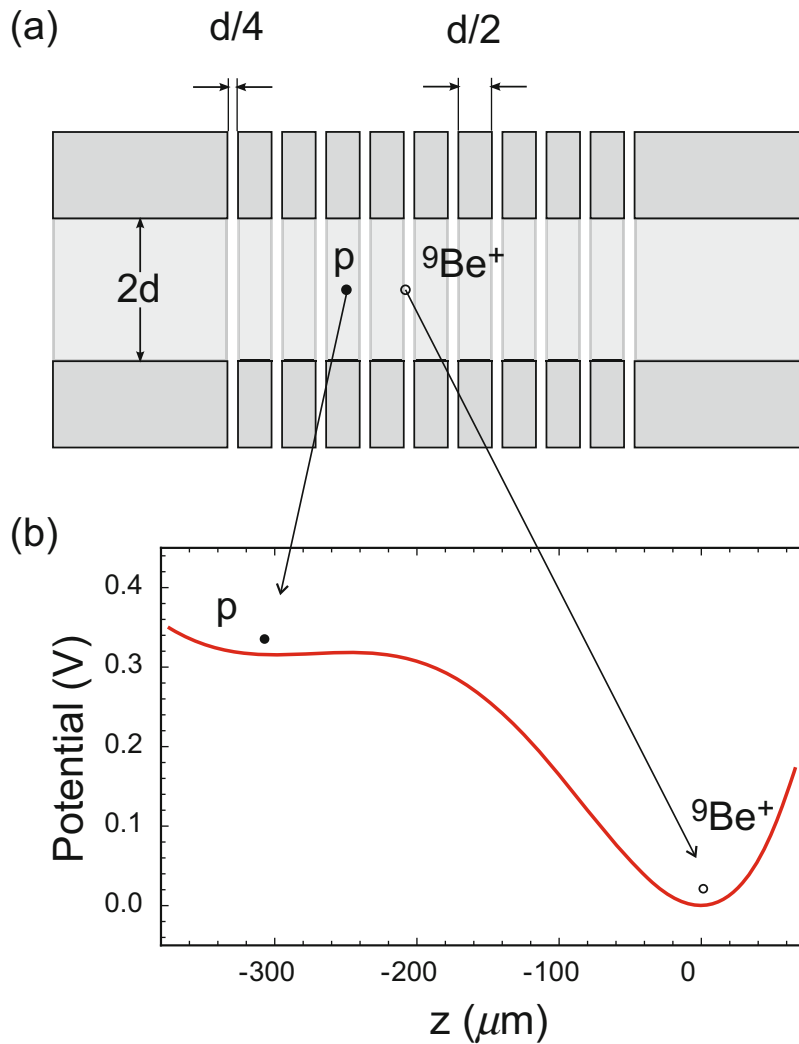 (a)
d/4 d/2
2d
p ⁹Be⁺
(b)
Potential (V)
0.4
0.3
0.2
0.1
0.0
p
⁹Be⁺
-300 -200 -100 0
z (μm)